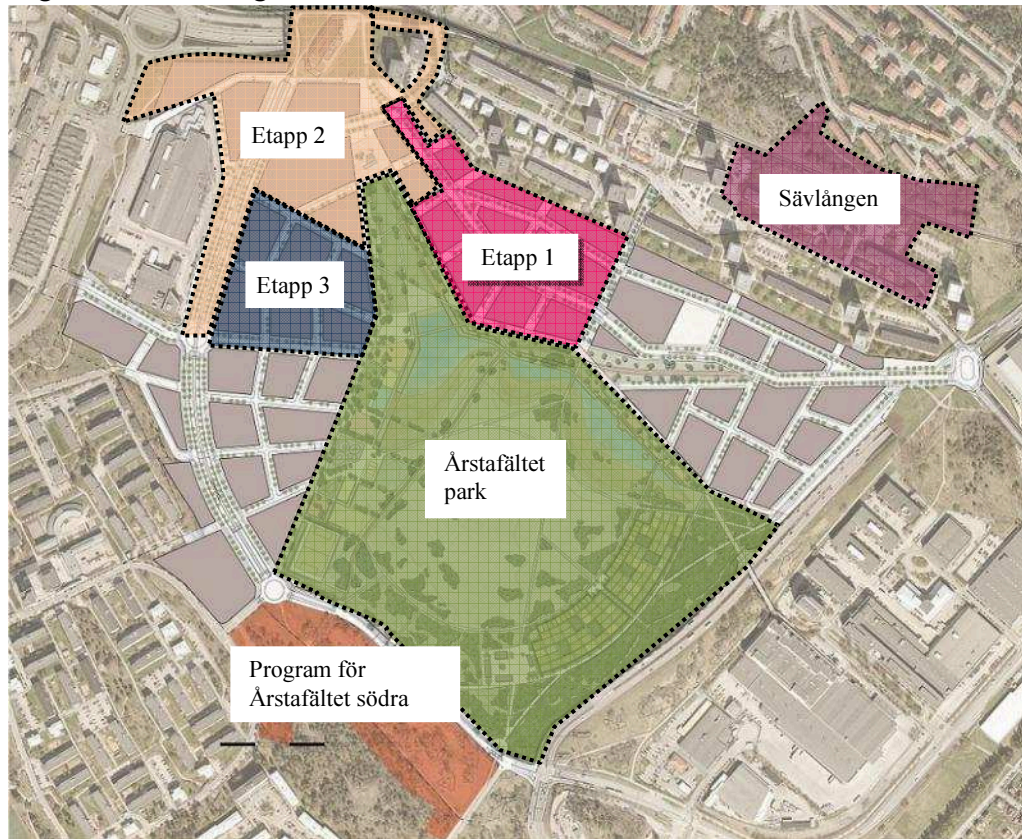 Etapp 2
Sävlången
Etapp 1
Etapp 3
Årstafältet
park
Program för
Årstafältet södra